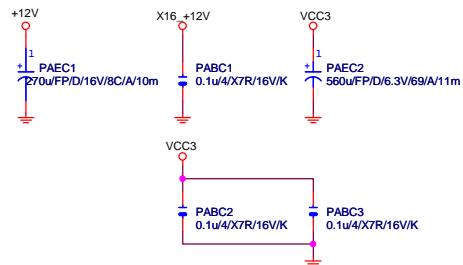 +12V
X16_+12V
VCC3
1
+
PAEC1
270u/FP/D/16V/8C/A/10m
PABC1
0.1u/4/X7R/16V/K
1
+
PAEC2
560u/FP/D/6.3V/69/A/11m
VCC3
PABC2
0.1u/4/X7R/16V/K
PABC3
0.1u/4/X7R/16V/K